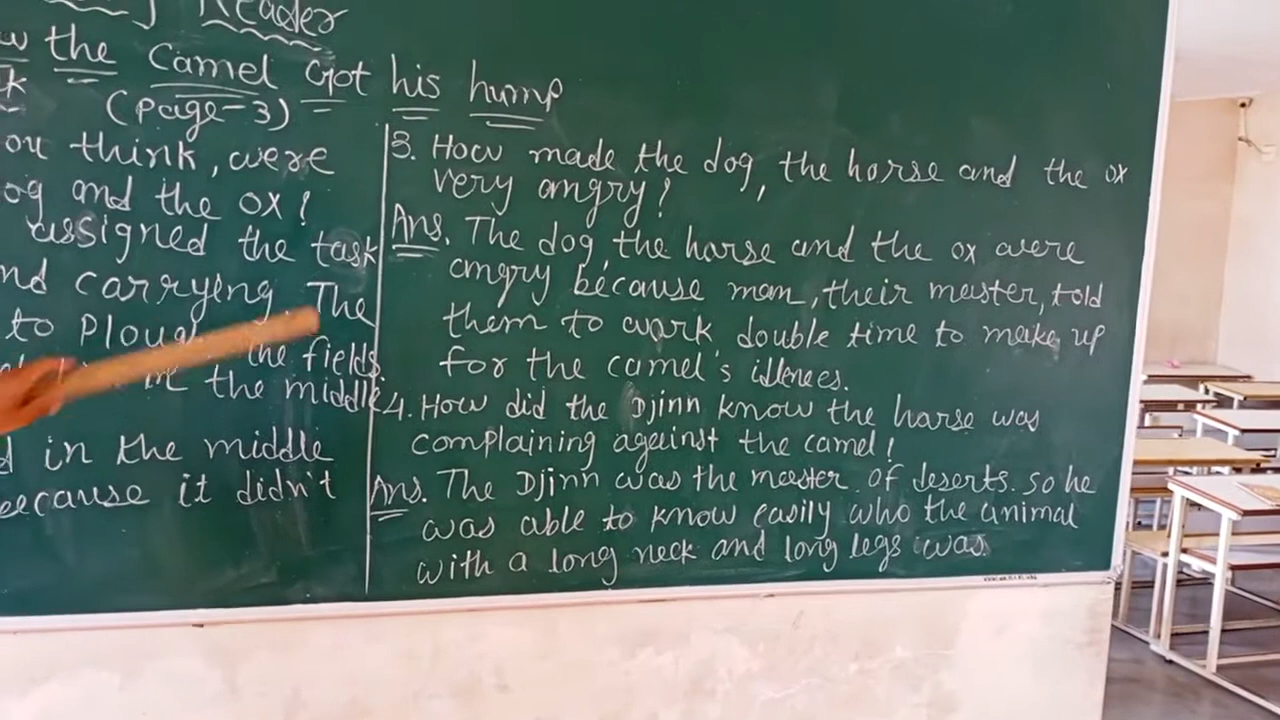 Reader
the Camel Got his hump
(Page-3)
ou think, were
og and the ox?
assigned the task
nd carrying. The
to Plough
the fields
in the middle
d in the middle
because it didn't
3. How made the dog, the horse and the ox
very angry?
Ans. The dog, the horse and the ox were
angry because man, their master, told
them to work double time to make up
for the camel's idlenees.
4. How did the Djinn know the horse was
complaining against the camel?
Ans. The Djinn was the master of deserts. so he
was able to know easily who the animal
with a long neck and long legs was